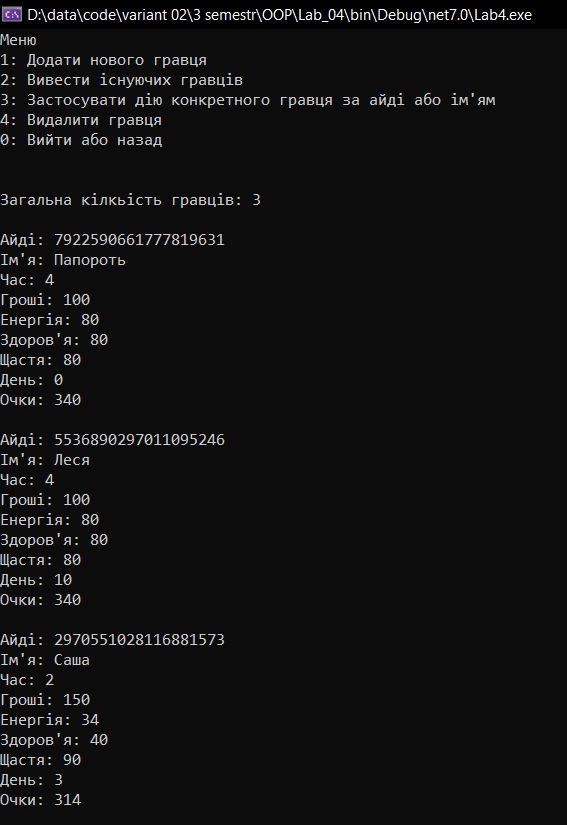 D:\data\code\variant 02\3 semestr\OOP\Lab_04\bin\Debug\net7.0\Lab4.exe
Меню
1: Додати нового гравця
2: Вивести існуючих гравців
3: Застосувати дію конкретного гравця за айді або ім'ям
4: Видалити гравця
0: Вийти або назад
Загальна кілкьість гравців: 3
Айді: 7922590661777819631
Ім'я: Папороть
Час: 4
Гроші: 100
Енергія: 80
Здоров'я: 80
Щастя: 80
День: 0
Очки: 340
Айді: 5536890297011095246
Ім'я: Леся
Час: 4
Гроші: 100
Енергія: 80
Здоров'я: 80
Щастя: 80
День: 10
Очки: 340
Айді: 2970551028116881573
Ім'я: Саша
Час: 2
Гроші: 150
Енергія: 34
Здоров'я: 40
Щастя: 90
День: 3
Очки: 314